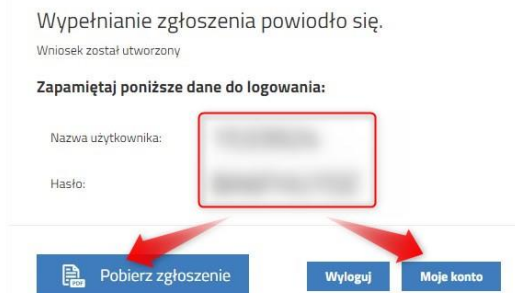 Wypełnianie zgłoszenia powiodło się.
Wniosek został utworzony
Zapamiętaj poniższe dane do logowania:
Nazwa użytkownika:
Hasło:
PDF
Pobierz zgłoszenie
Wyloguj
Moje konto